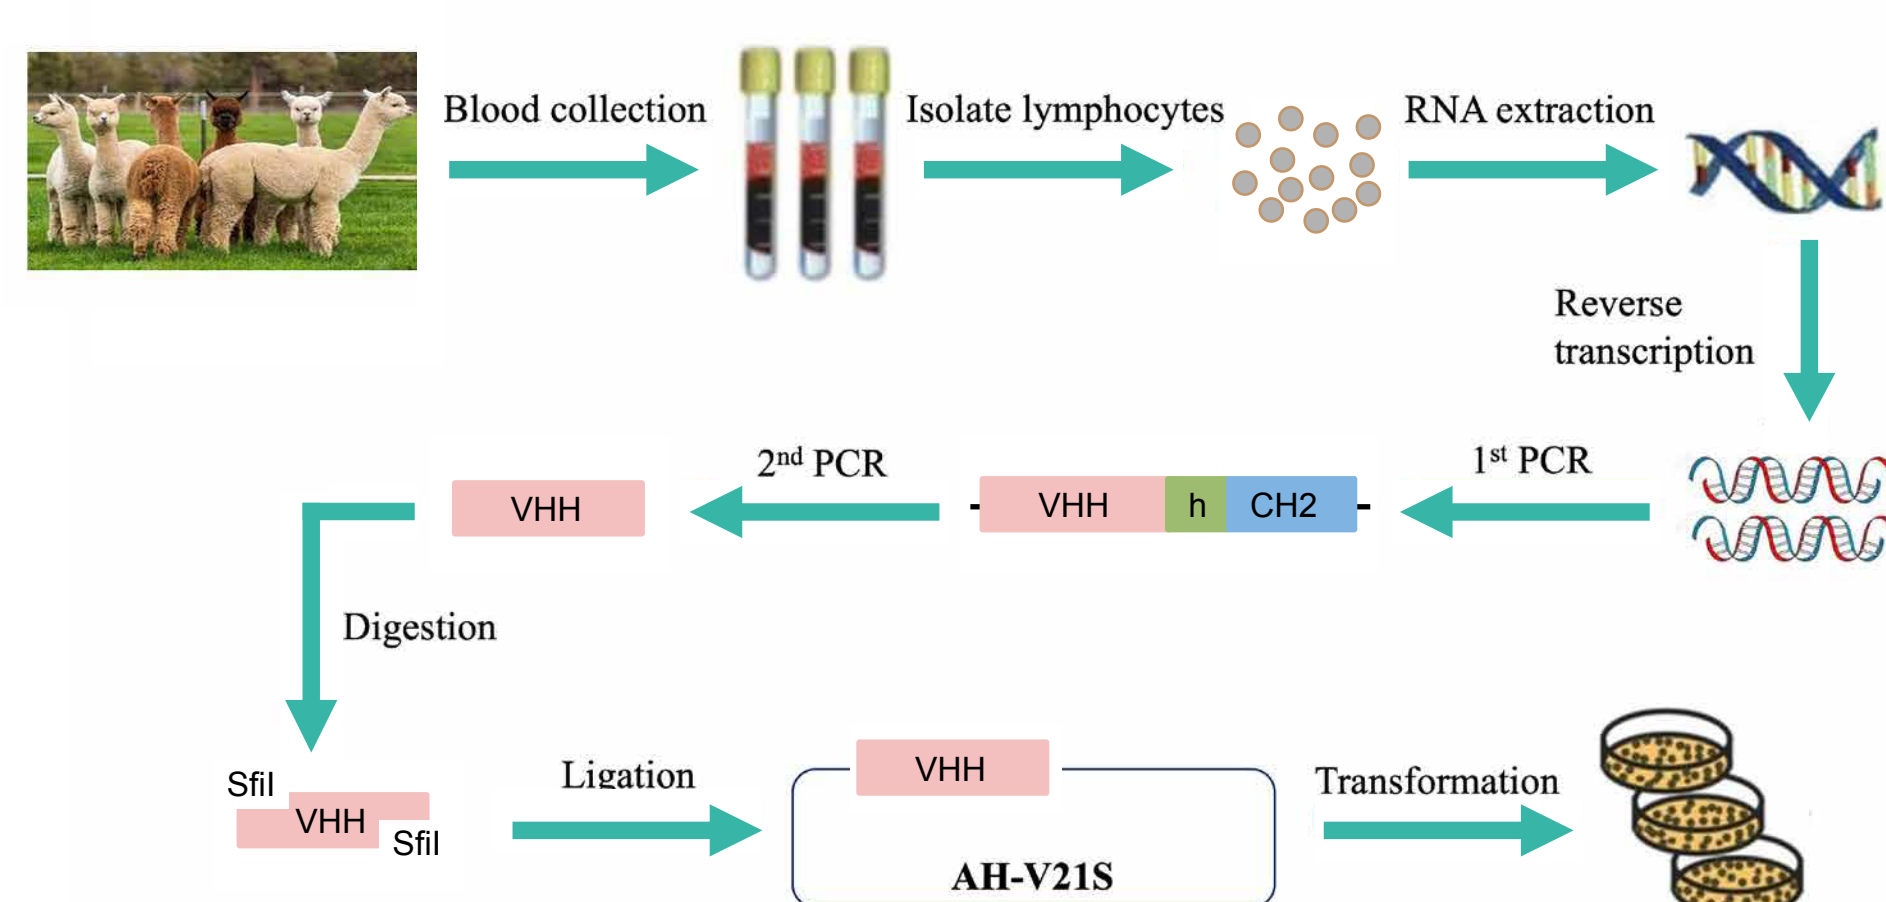 Blood collection
Isolate lymphocytes
RNA extraction
Reverse
transcription
1st PCR
VHH h CH2
2nd PCR
VHH
Digestion
SfiI
VHH
SfiI
Ligation
VHH
AH-V21S
Transformation